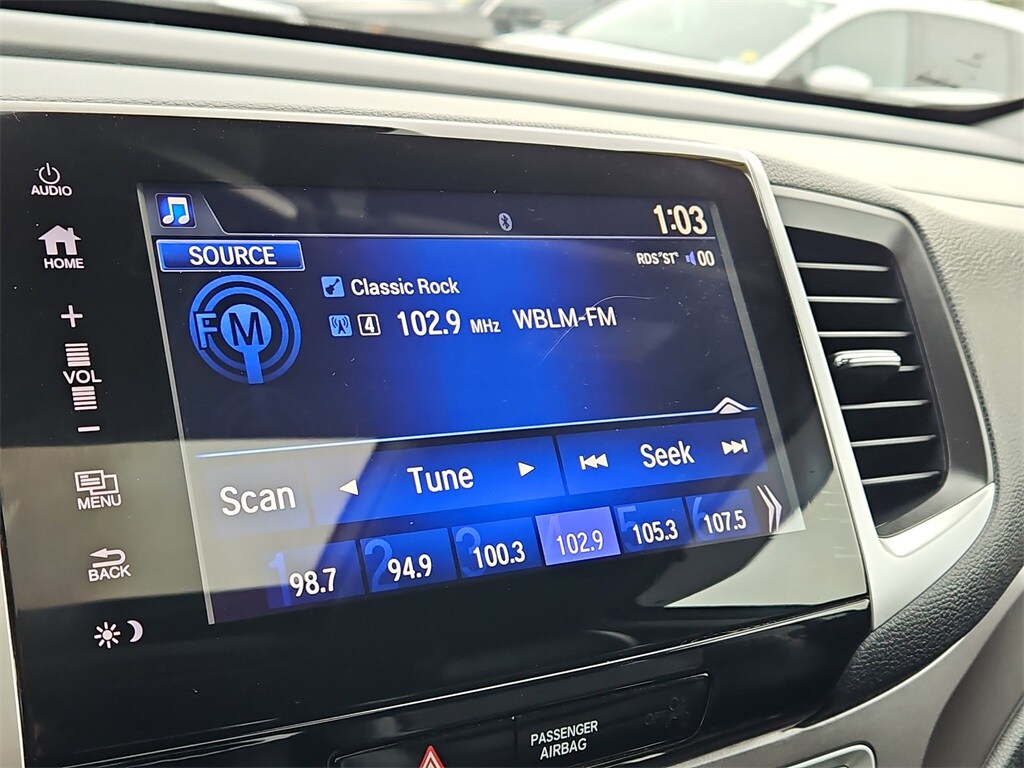 AUDIO
HOME
+
VOL
−
MENU
BACK
1:03
SOURCE
RDS ST 00
FM
Classic Rock
4 102.9 MHz WBLM-FM
Scan Tune Seek
1 98.7
2 94.9
3 100.3
4 102.9
5 105.3
6 107.5
PASSENGER
AIRBAG